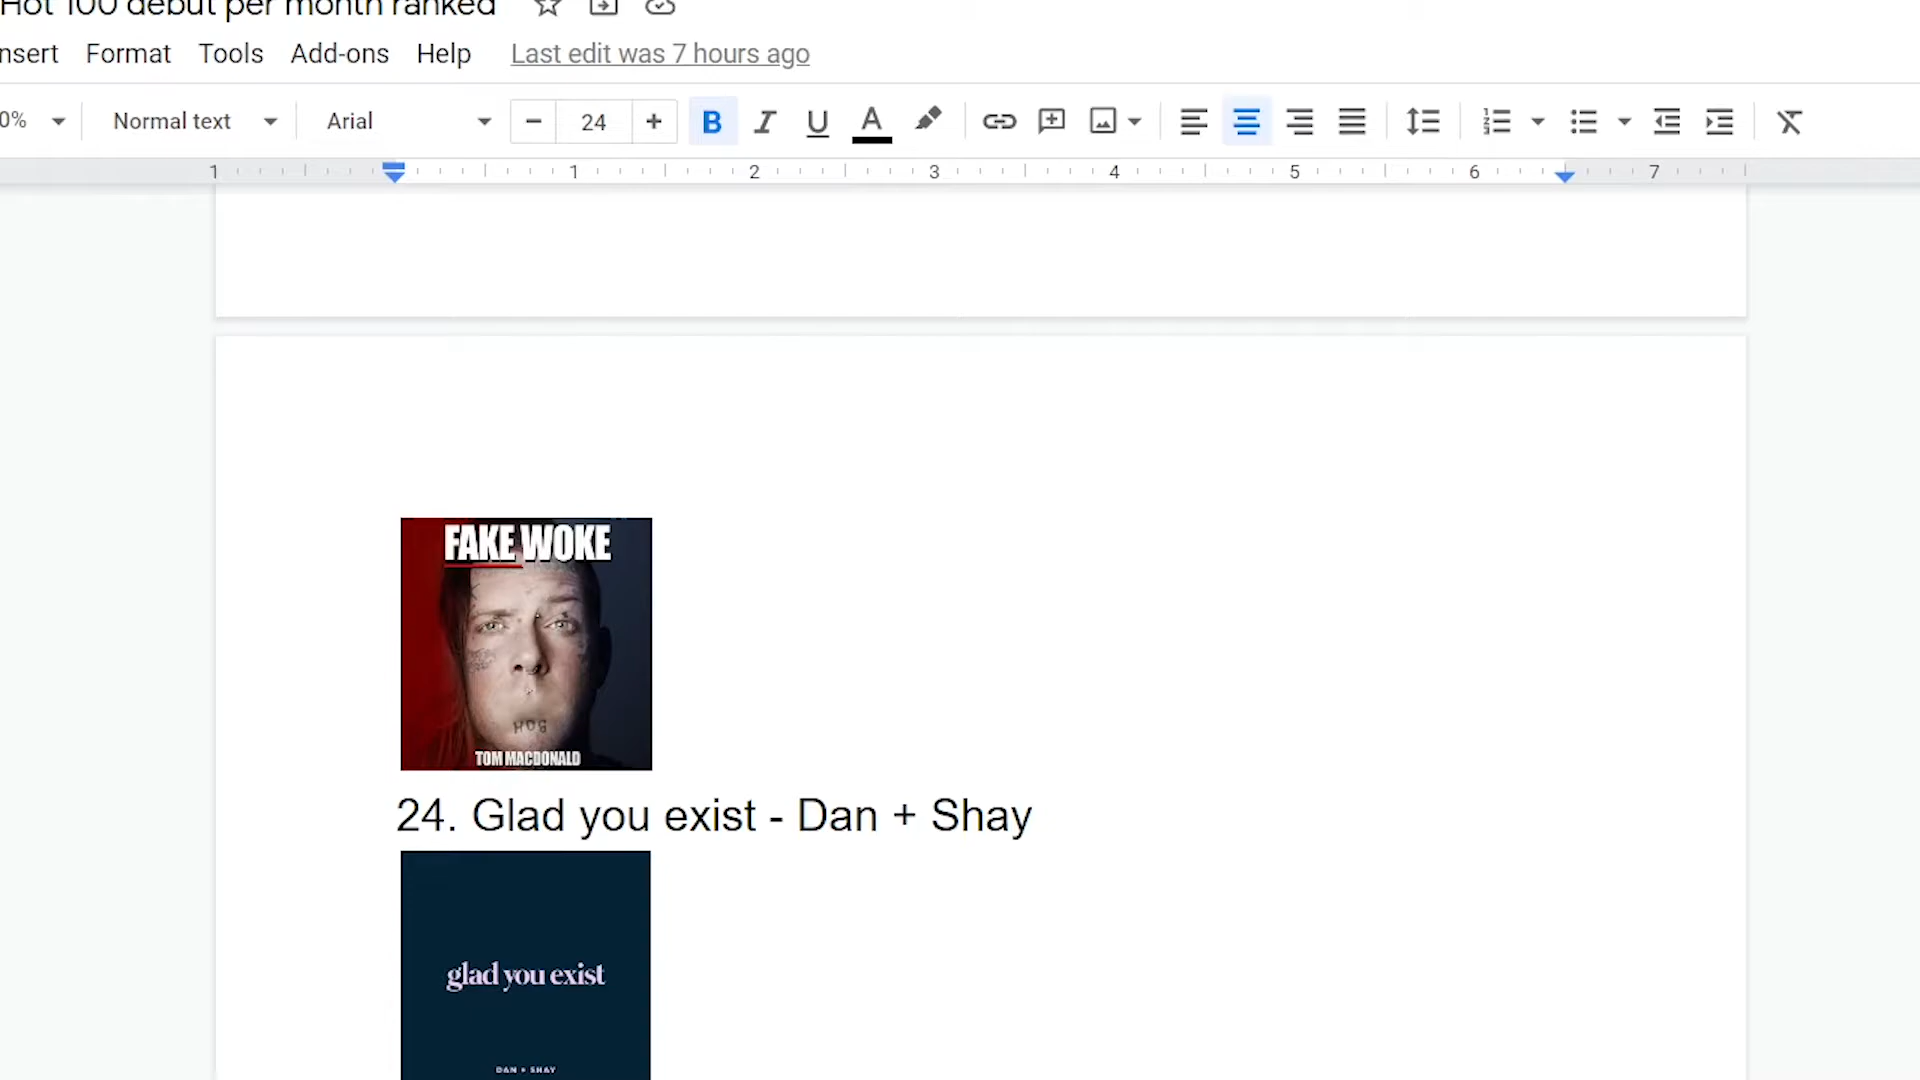 Hot 100 debut per month ranked
nsert Format Tools Add-ons Help Last edit was 7 hours ago
0% Normal text Arial − 24 + B I U A
1 1 2 3 4 5 6 7
FAKE WOKE
HOG
TOM MACDONALD
24. Glad you exist - Dan + Shay
glad you exist
DAN + SHAY